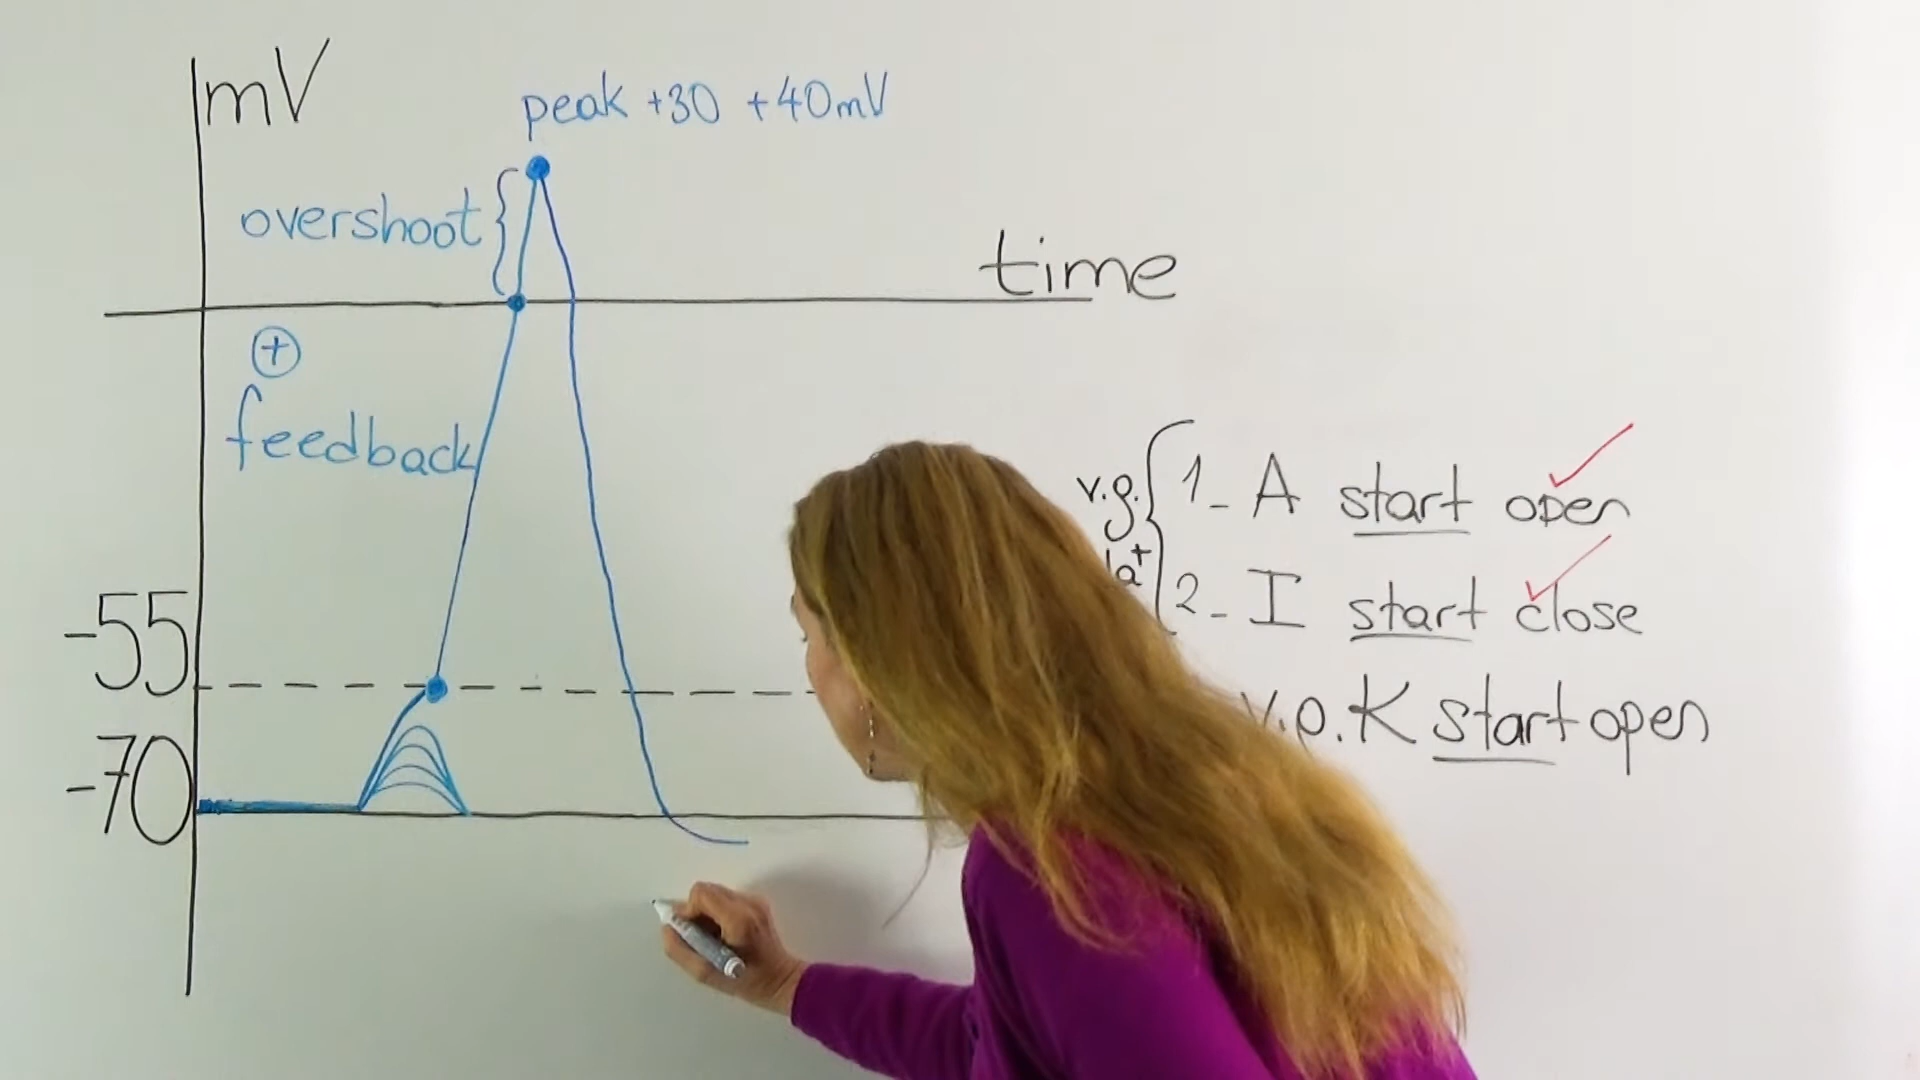 mV
peak +30 +40mV
overshoot
time
+
feedback
-55
-70
v.g. 1- A start open
a+ 2- I start close
K start open